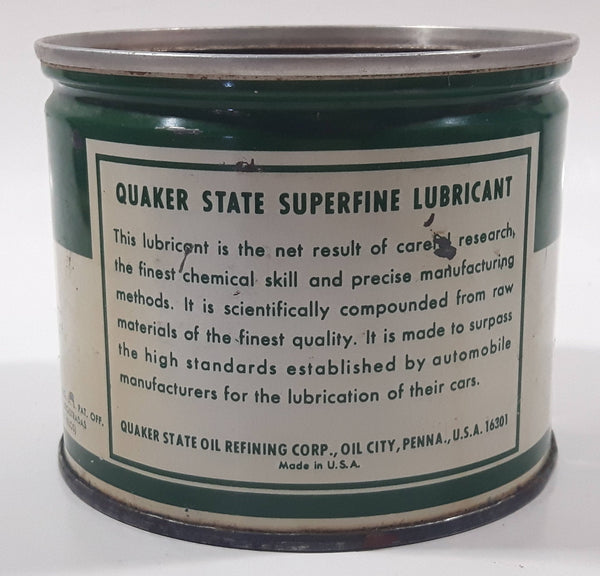 QUAKER STATE SUPERFINE LUBRICANT
This lubricant is the net result of careful research,
the finest chemical skill and precise manufacturing
methods. It is scientifically compounded from raw
materials of the finest quality. It is made to surpass
the high standards established by automobile
manufacturers for the lubrication of their cars.
QUAKER STATE OIL REFINING CORP., OIL CITY, PENNA., U.S.A. 16301
Made in U.S.A.
PAT. OFF.